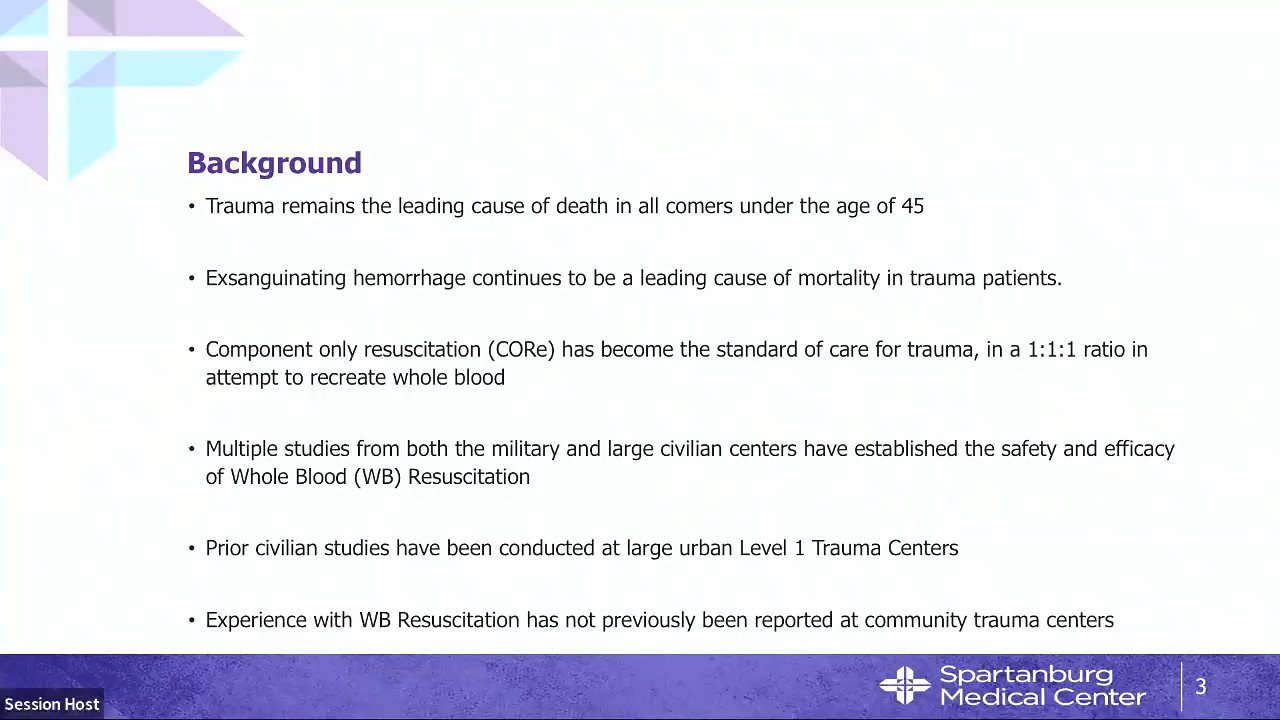 Background
• Trauma remains the leading cause of death in all comers under the age of 45
• Exsanguinating hemorrhage continues to be a leading cause of mortality in trauma patients.
• Component only resuscitation (CORe) has become the standard of care for trauma, in a 1:1:1 ratio in
attempt to recreate whole blood
• Multiple studies from both the military and large civilian centers have established the safety and efficacy
of Whole Blood (WB) Resuscitation
• Prior civilian studies have been conducted at large urban Level 1 Trauma Centers
• Experience with WB Resuscitation has not previously been reported at community trauma centers
Spartanburg
Medical Center
3
Session Host